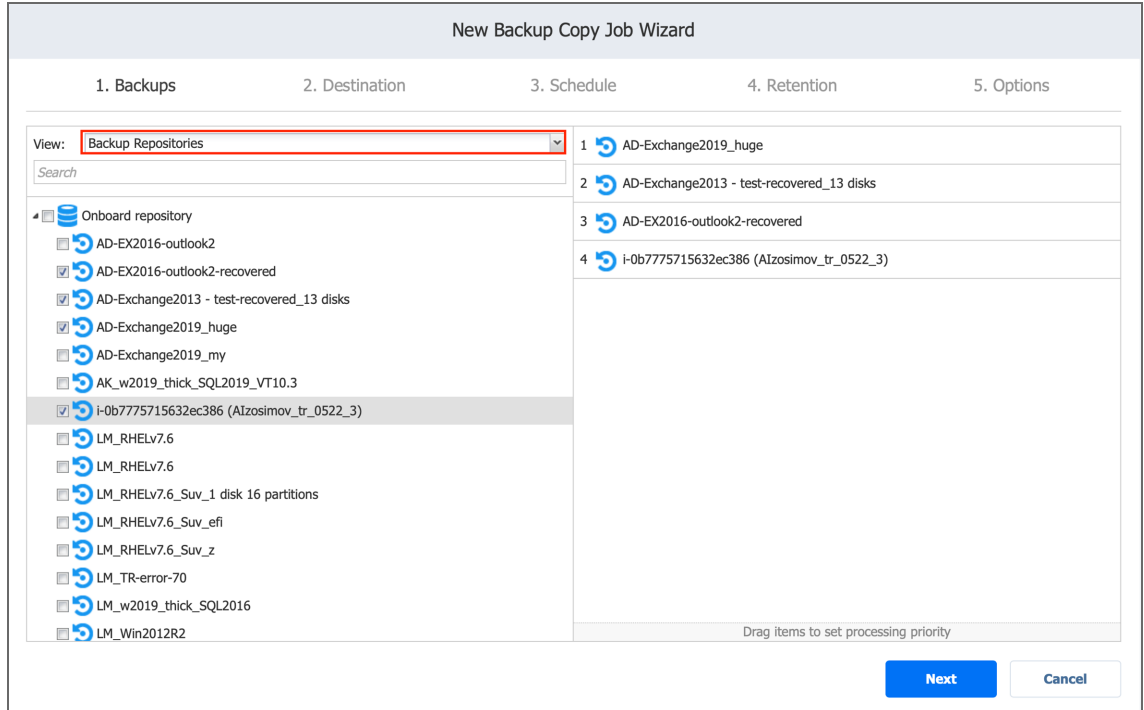 New Backup Copy Job Wizard
1. Backups
2. Destination
3. Schedule
4. Retention
5. Options
View:
Backup Repositories
Search
Onboard repository
AD-EX2016-outlook2
AD-EX2016-outlook2-recovered
AD-Exchange2013 - test-recovered_13 disks
AD-Exchange2019_huge
AD-Exchange2019_my
AK_w2019_thick_SQL2019_VT10.3
i-0b7775715632ec386 (AIzosimov_tr_0522_3)
LM_RHELv7.6
LM_RHELv7.6
LM_RHELv7.6_Suv_1 disk 16 partitions
LM_RHELv7.6_Suv_efi
LM_RHELv7.6_Suv_z
LM_TR-error-70
LM_w2019_thick_SQL2016
LM_Win2012R2
1 AD-Exchange2019_huge
2 AD-Exchange2013 - test-recovered_13 disks
3 AD-EX2016-outlook2-recovered
4 i-0b7775715632ec386 (AIzosimov_tr_0522_3)
Drag items to set processing priority
Next
Cancel